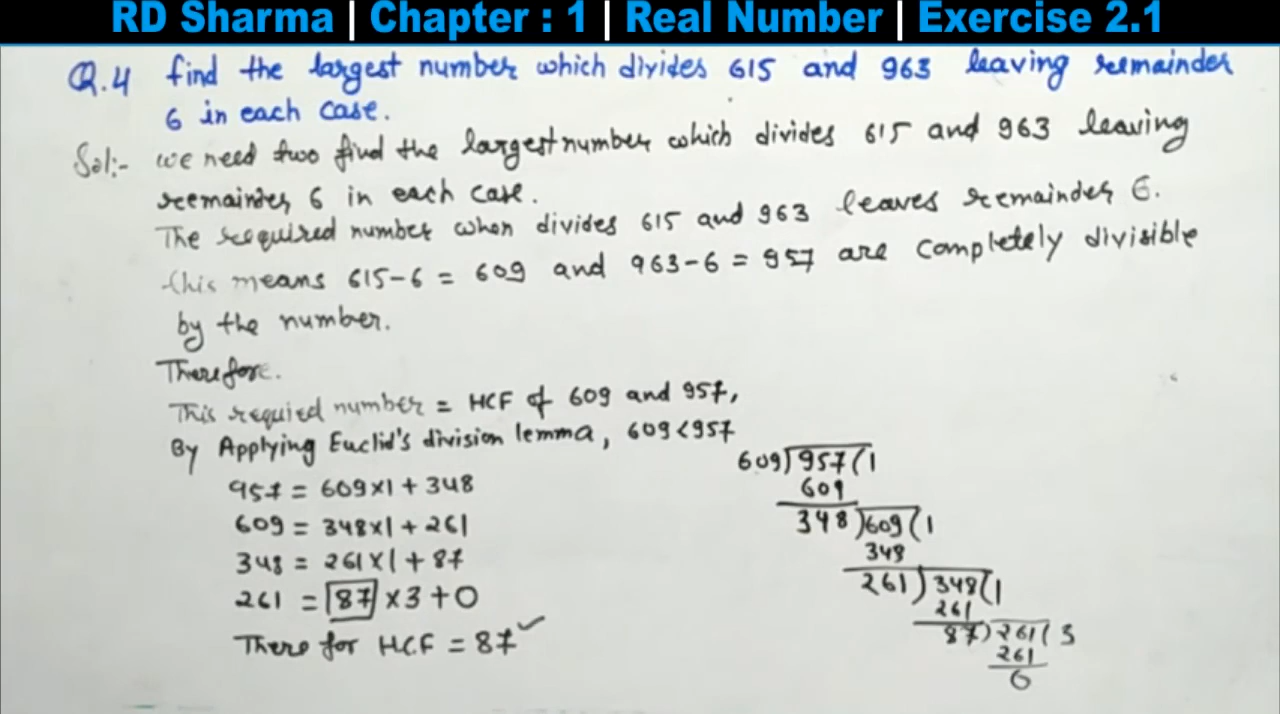 RD Sharma | Chapter : 1 | Real Number | Exercise 2.1
Q.4 find the largest number which divides 615 and 963 leaving remainder
6 in each case.
Sol:- we need two find the largest number which divides 615 and 963 leaving
remainder 6 in each case.
The required number when divides 615 and 963 leaves remainder 6.
this means 615-6 = 609 and 963-6 = 957 are completely divisible
by the number.
Therefore.
This requied number = HCF of 609 and 957,
By Applying Euclid's division lemma, 609<957
957 = 609×1 + 348
609 = 348×1 + 261
348 = 261×1 + 87
261 = 87 ×3+0
There for HCF = 87 ✓
609)957(1
609
348)609(1
348
261)348(1
261
87)261(3
261
0